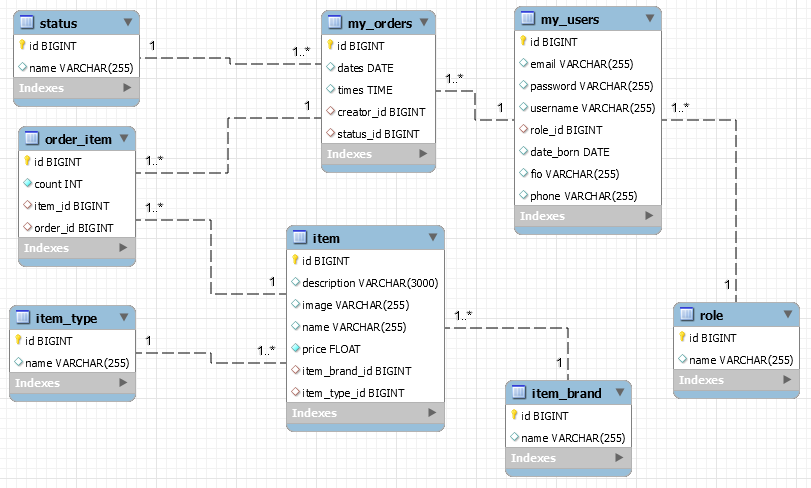 status
id BIGINT
name VARCHAR(255)
Indexes
1
1..*
my_orders
id BIGINT
dates DATE
times TIME
creator_id BIGINT
status_id BIGINT
Indexes
1..*
1
my_users
id BIGINT
email VARCHAR(255)
password VARCHAR(255)
username VARCHAR(255)
role_id BIGINT
date_born DATE
fio VARCHAR(255)
phone VARCHAR(255)
Indexes
1..*
1
order_item
id BIGINT
count INT
item_id BIGINT
order_id BIGINT
Indexes
1..*
1
1..*
1
item
id BIGINT
description VARCHAR(3000)
image VARCHAR(255)
name VARCHAR(255)
price FLOAT
item_brand_id BIGINT
item_type_id BIGINT
Indexes
1..*
1
item_type
id BIGINT
name VARCHAR(255)
Indexes
1
1..*
item_brand
id BIGINT
name VARCHAR(255)
Indexes
role
id BIGINT
name VARCHAR(255)
Indexes